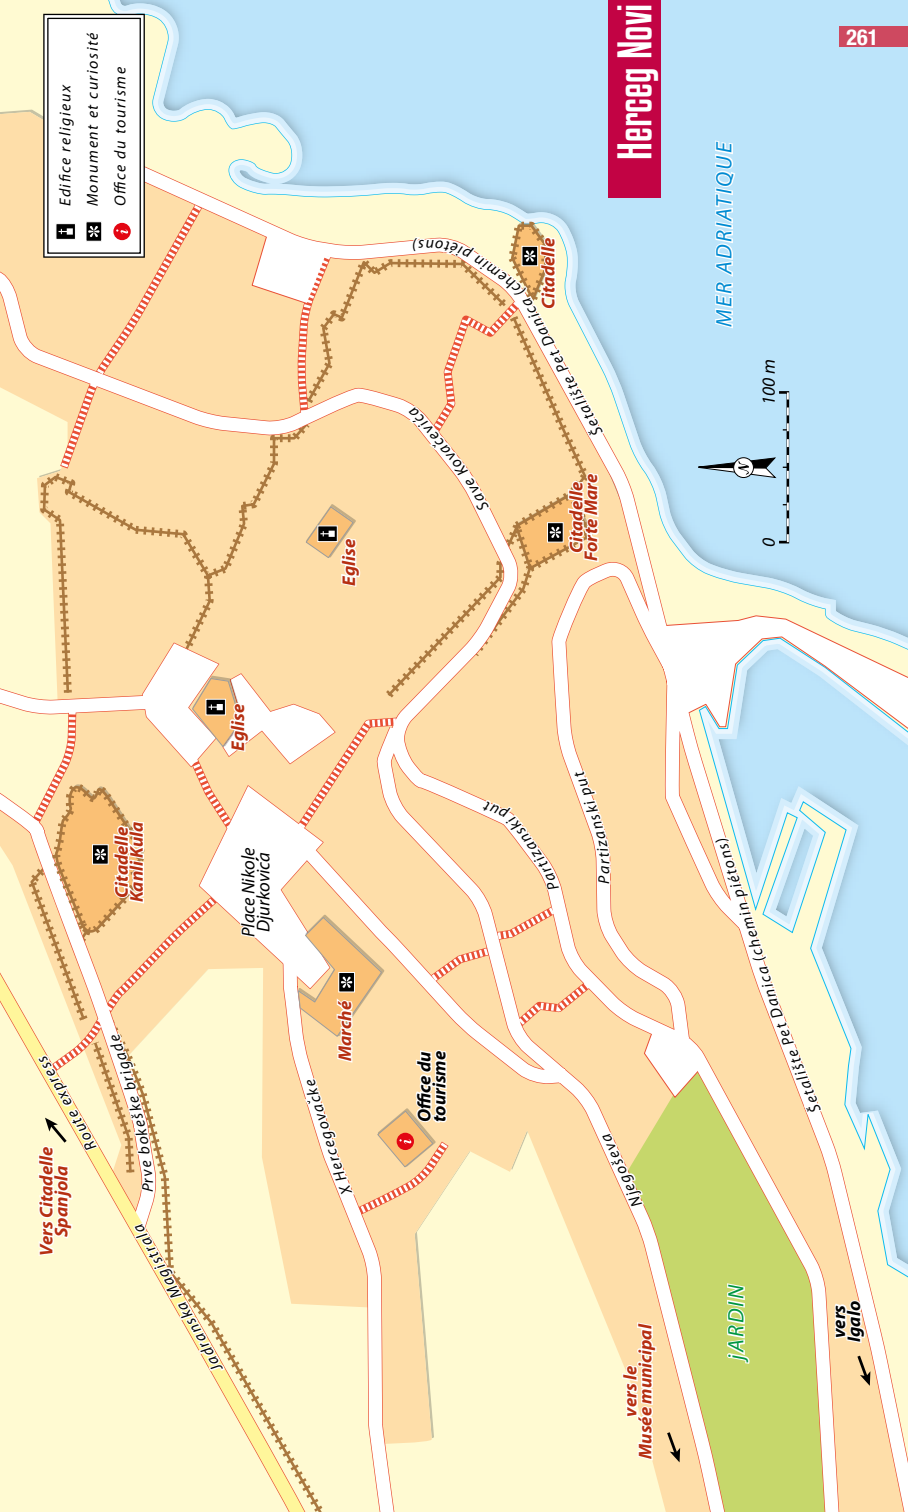 261
Herceg Novi
Edifice religieux
Monument et curiosité
i Office du tourisme
MER ADRIATIQUE
0 100 m
N
Citadelle
Šetalište Pet Danica (chemin piétons)
Save Kovačevića
Citadelle
Forte Mare
Eglise
Eglise
Citadelle
Kanli Kula
Place Nikole
Djurkovića
Partizanski put
Partizanski put
Marché
Office du
tourisme
i
Route express
Prve bokeške brigade
Vers Citadelle
Spanjola
Jadranska Magistrala
X Hercegovačke
Njegoševa
Šetalište Pet Danica (chemin piétons)
JARDIN
vers le
Musée municipal
vers
Igalo